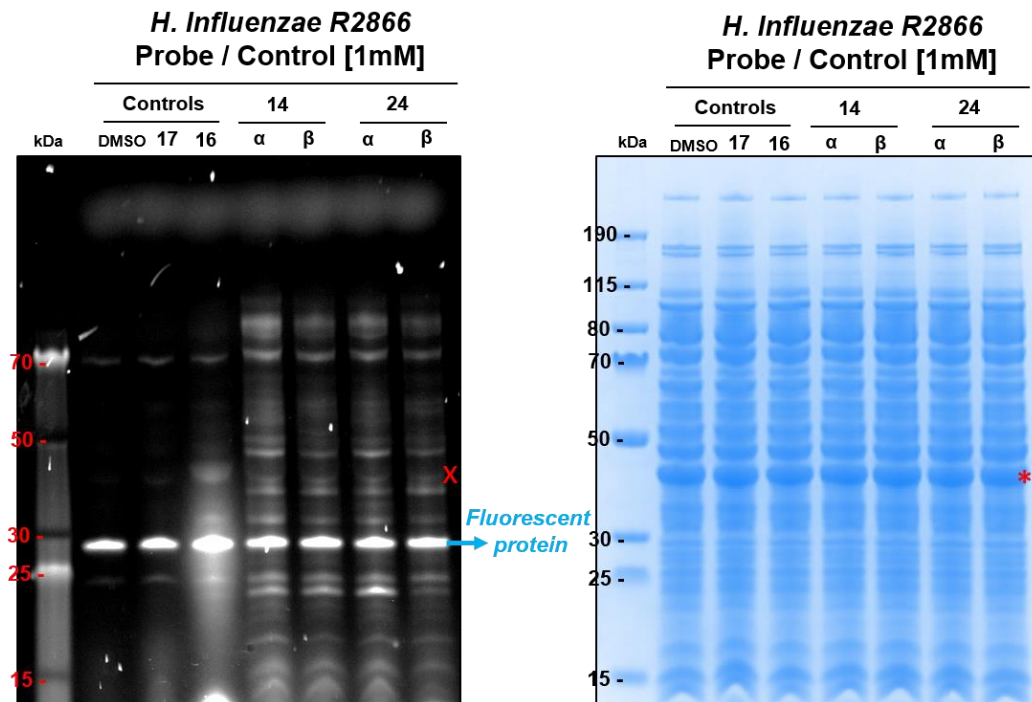 H. Influenzae R2866
Probe / Control [1mM]
Controls 14 24
kDa DMSO 17 16 α β α β
70 -
50 -
X
30 -
Fluorescent
protein
25 -
15 -
H. Influenzae R2866
Probe / Control [1mM]
Controls 14 24
kDa DMSO 17 16 α β α β
190 -
115 -
80 -
70 -
50 -
*
30 -
25 -
15 -